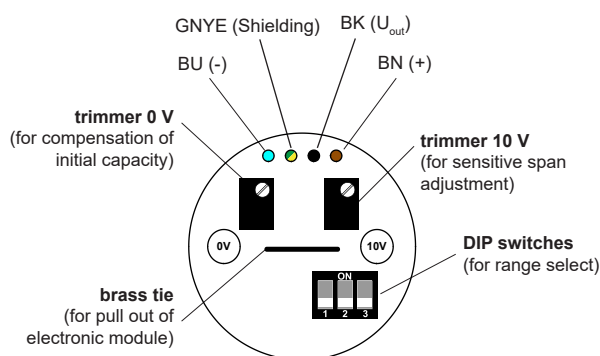 GNYE (Shielding)
BK (Uout)
BU (-)
BN (+)
trimmer 0 V
(for compensation of
initial capacity)
trimmer 10 V
(for sensitive span
adjustment)
0V
10V
DIP switches
(for range select)
ON
1 2 3
brass tie
(for pull out of
electronic module)